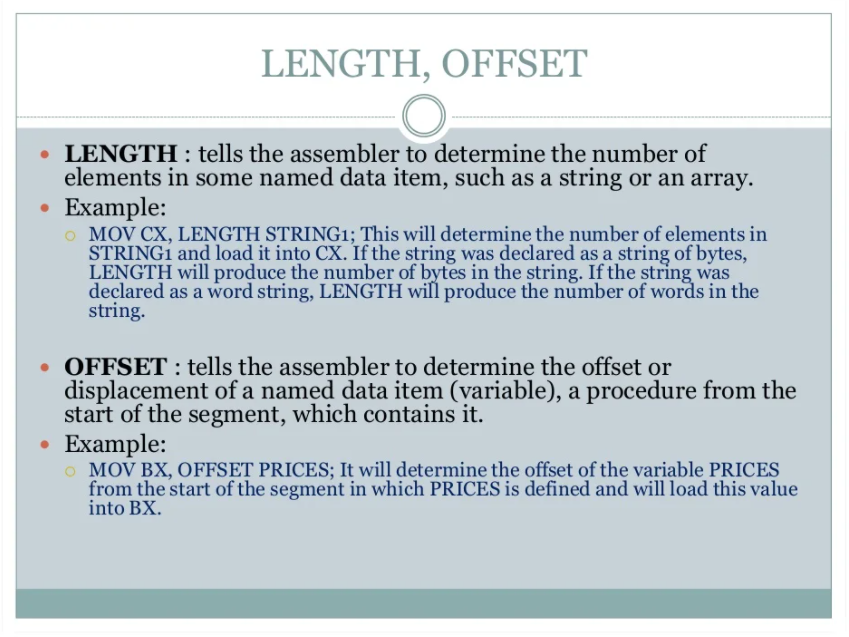 LENGTH, OFFSET
• LENGTH : tells the assembler to determine the number of
elements in some named data item, such as a string or an array.
• Example:
○ MOV CX, LENGTH STRING1; This will determine the number of elements in
STRING1 and load it into CX. If the string was declared as a string of bytes,
LENGTH will produce the number of bytes in the string. If the string was
declared as a word string, LENGTH will produce the number of words in the
string.
• OFFSET : tells the assembler to determine the offset or
displacement of a named data item (variable), a procedure from the
start of the segment, which contains it.
• Example:
○ MOV BX, OFFSET PRICES; It will determine the offset of the variable PRICES
from the start of the segment in which PRICES is defined and will load this value
into BX.